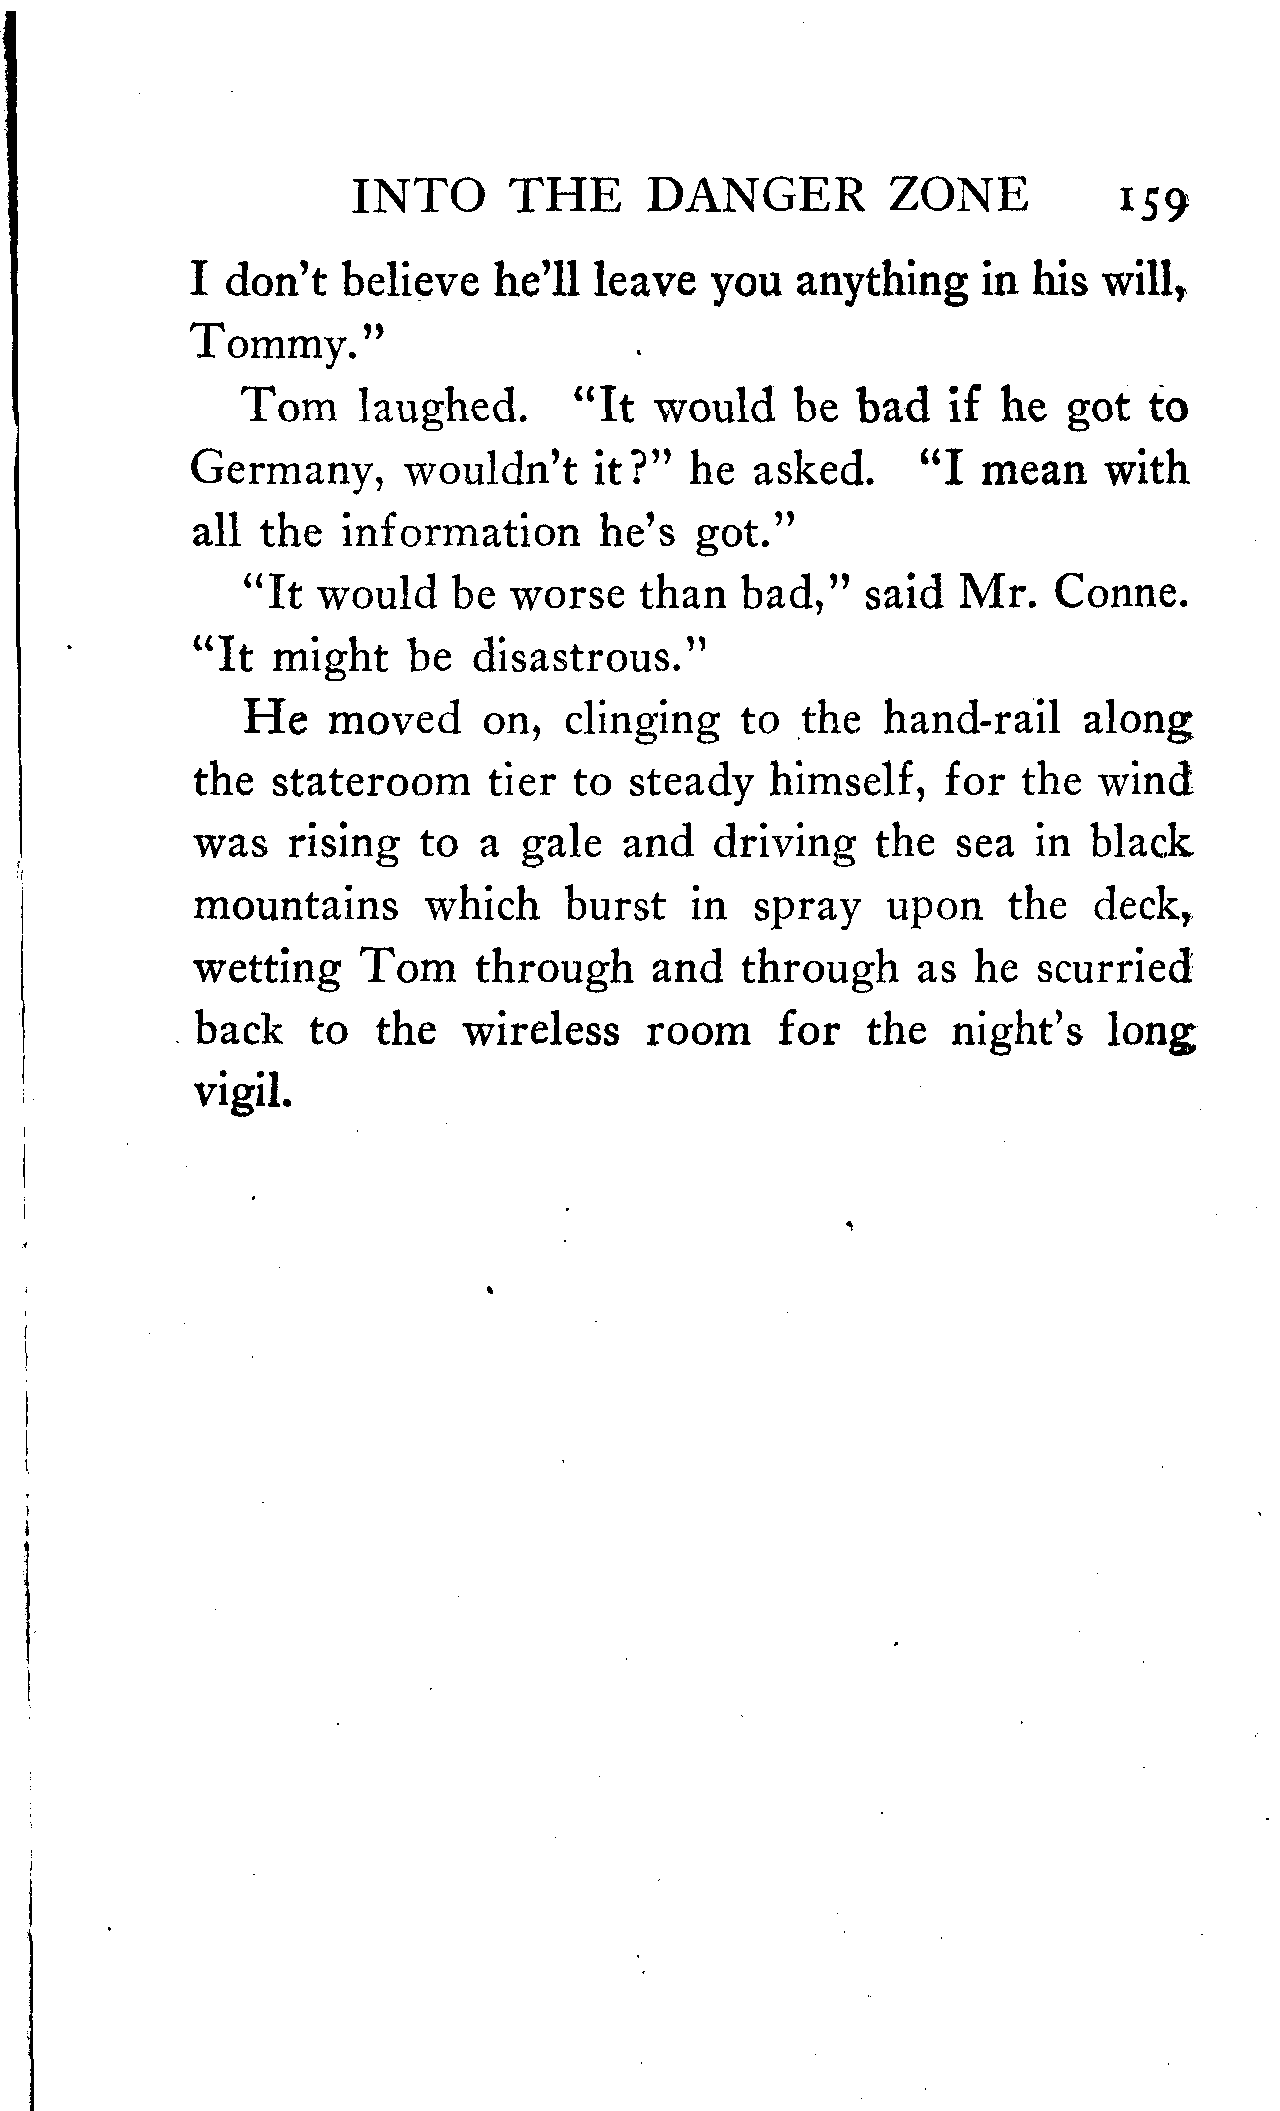 INTO THE DANGER ZONE 159
I don't believe he'll leave you anything in his will,
Tommy."
Tom laughed. "It would be bad if he got to
Germany, wouldn't it?" he asked. "I mean with
all the information he's got."
"It would be worse than bad," said Mr. Conne.
"It might be disastrous."
He moved on, clinging to the hand-rail along
the stateroom tier to steady himself, for the wind
was rising to a gale and driving the sea in black
mountains which burst in spray upon the deck,
wetting Tom through and through as he scurried
back to the wireless room for the night's long
vigil.